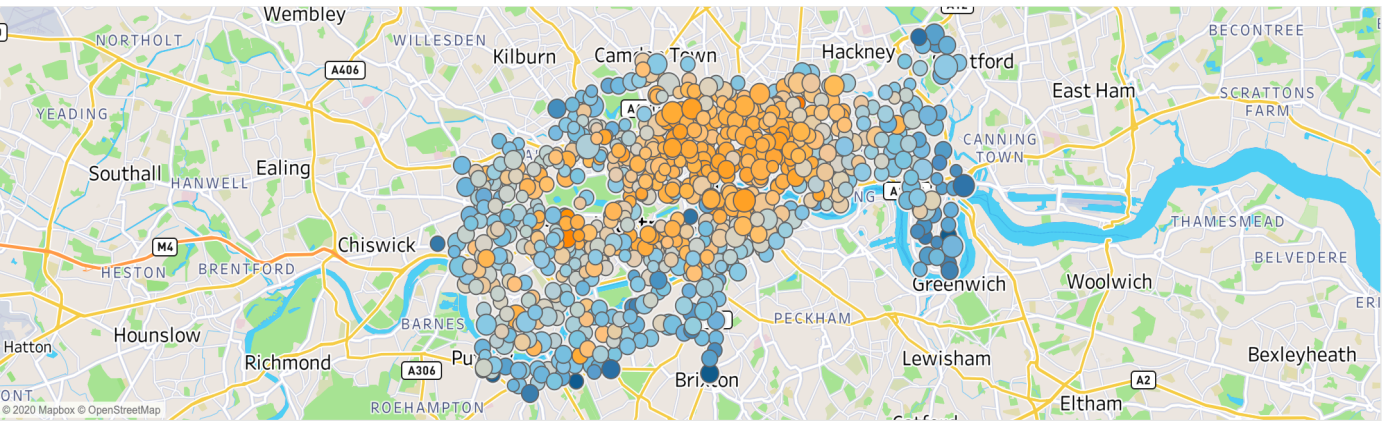 Wembley
NORTHOLT
WILLESDEN
Kilburn
Town
Hackney
BECONTREE
A406
East Ham
SCRATTONS
FARM
YEADING
CANNING
TOWN
Southall
Ealing
HANWELL
THAMESMEAD
M4
Chiswick
HESTON
BRENTFORD
BELVEDERE
Greenwich
Woolwich
BARNES
PECKHAM
Hounslow
Hatton
Richmond
Lewisham
Bexleyheath
A306
Brixton
A2
ROEHAMPTON
Eltham
© 2020 Mapbox © OpenStreetMap